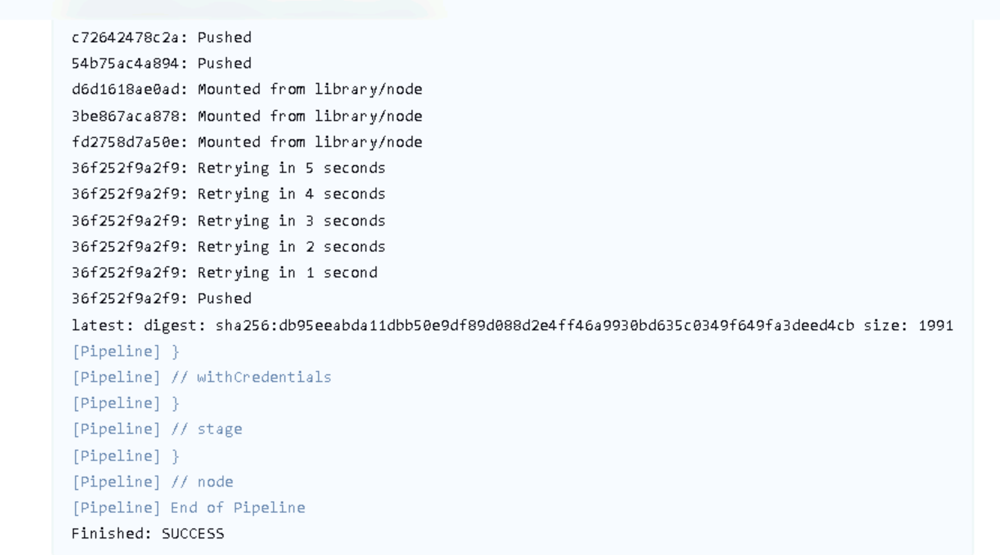 c72642478c2a: Pushed
54b75ac4a894: Pushed
d6d1618ae0ad: Mounted from library/node
3be867aca878: Mounted from library/node
fd2758d7a50e: Mounted from library/node
36f252f9a2f9: Retrying in 5 seconds
36f252f9a2f9: Retrying in 4 seconds
36f252f9a2f9: Retrying in 3 seconds
36f252f9a2f9: Retrying in 2 seconds
36f252f9a2f9: Retrying in 1 second
36f252f9a2f9: Pushed
latest: digest: sha256:db95eeabda11dbb50e9df89d088d2e4ff46a9930bd635c0349f649fa3deed4cb size: 1991
[Pipeline] }
[Pipeline] // withCredentials
[Pipeline] }
[Pipeline] // stage
[Pipeline] }
[Pipeline] // node
[Pipeline] End of Pipeline
Finished: SUCCESS